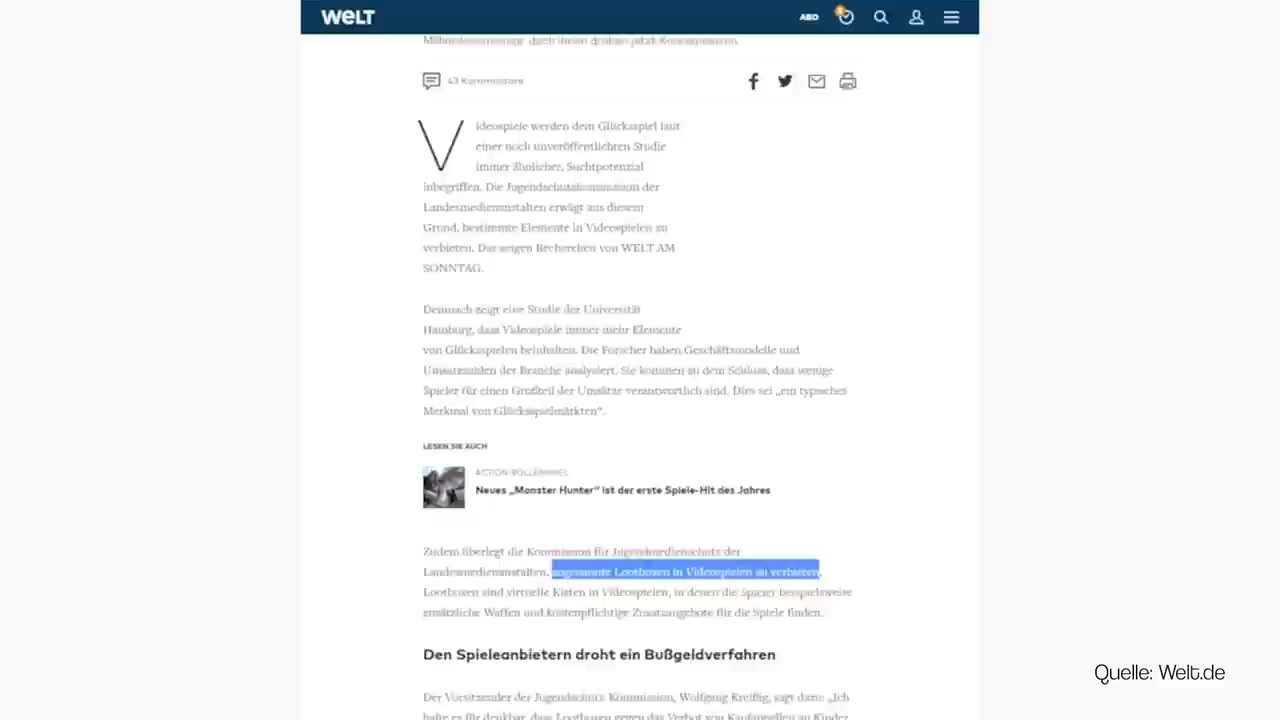 WELT
ABO
43 Kommentare
Videospiele werden dem Glücksspiel laut
einer noch unveröffentlichten Studie
immer ähnlicher, Suchtpotenzial
inbegriffen. Die Jugendschutzkommission der
Landesmedienanstalten erwägt aus diesem
Grund, bestimmte Elemente in Videospielen zu
verbieten. Das zeigen Recherchen von WELT AM
SONNTAG.
Demnach zeigt eine Studie der Universität
Hamburg, dass Videospiele immer mehr Elemente
von Glücksspielen beinhalten. Die Forscher haben Geschäftsmodelle und
Umsatzzahlen der Branche analysiert. Sie kommen zu dem Schluss, dass wenige
Spieler für einen Großteil der Umsätze verantwortlich sind. Dies sei „ein typisches
Merkmal von Glücksspielmärkten“.
LESEN SIE AUCH
ACTION-ROLLENSPIEL
Neues „Monster Hunter“ ist der erste Spiele-Hit des Jahres
Zudem überlegt die Kommission für Jugendmedienschutz der
Landesmedienanstalten, sogenannte Lootboxen in Videospielen zu verbieten.
Lootboxen sind virtuelle Kisten in Videospielen, in denen die Spieler beispielsweise
zusätzliche Waffen und kostenpflichtige Zusatzangebote für die Spiele finden.
Den Spieleanbietern droht ein Bußgeldverfahren
Der Vorsitzender der Jugendschutz-Kommission, Wolfgang Kreißig, sagt dazu: „Ich
halte es für denkbar, dass Lootboxen gegen das Verbot von Kaufappellen an Kinder
Quelle: Welt.de